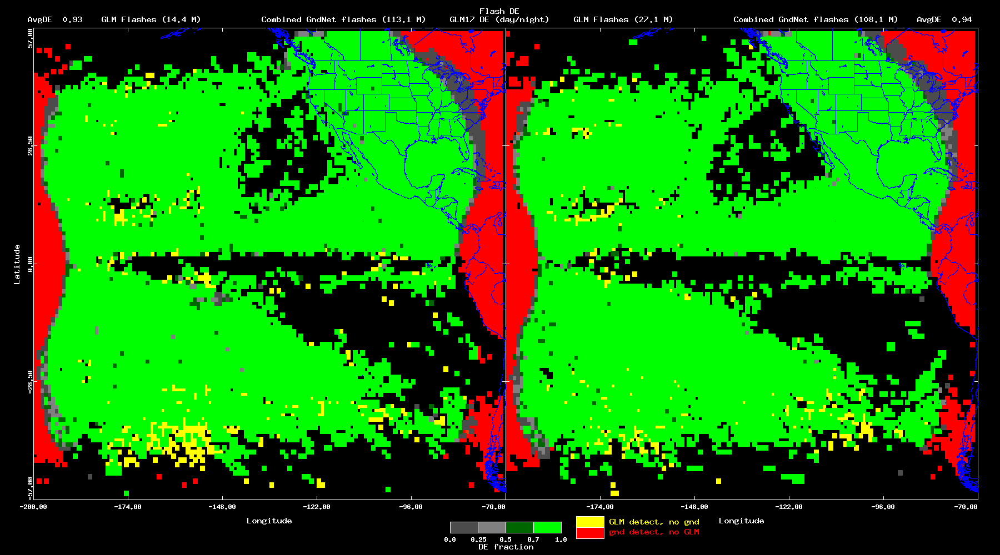 Flash DE
AvgDE 0.93 GLM Flashes (14.4 M) Combined GndNet flashes (113.1 M) GLM17 DE (day/night) GLM Flashes (27.1 M) Combined GndNet flashes (108.1 M) AvgDE 0.94
57.00
28.50
0.00
-28.50
-57.00
Latitude
-200.00 -174.00 -148.00 -122.00 -96.00 -70.00 -174.00 -148.00 -122.00 -96.00 -70.00
Longitude Longitude
GLM detect, no gnd
gnd detect, no GLM
0.0 0.25 0.5 0.7 1.0
DE fraction